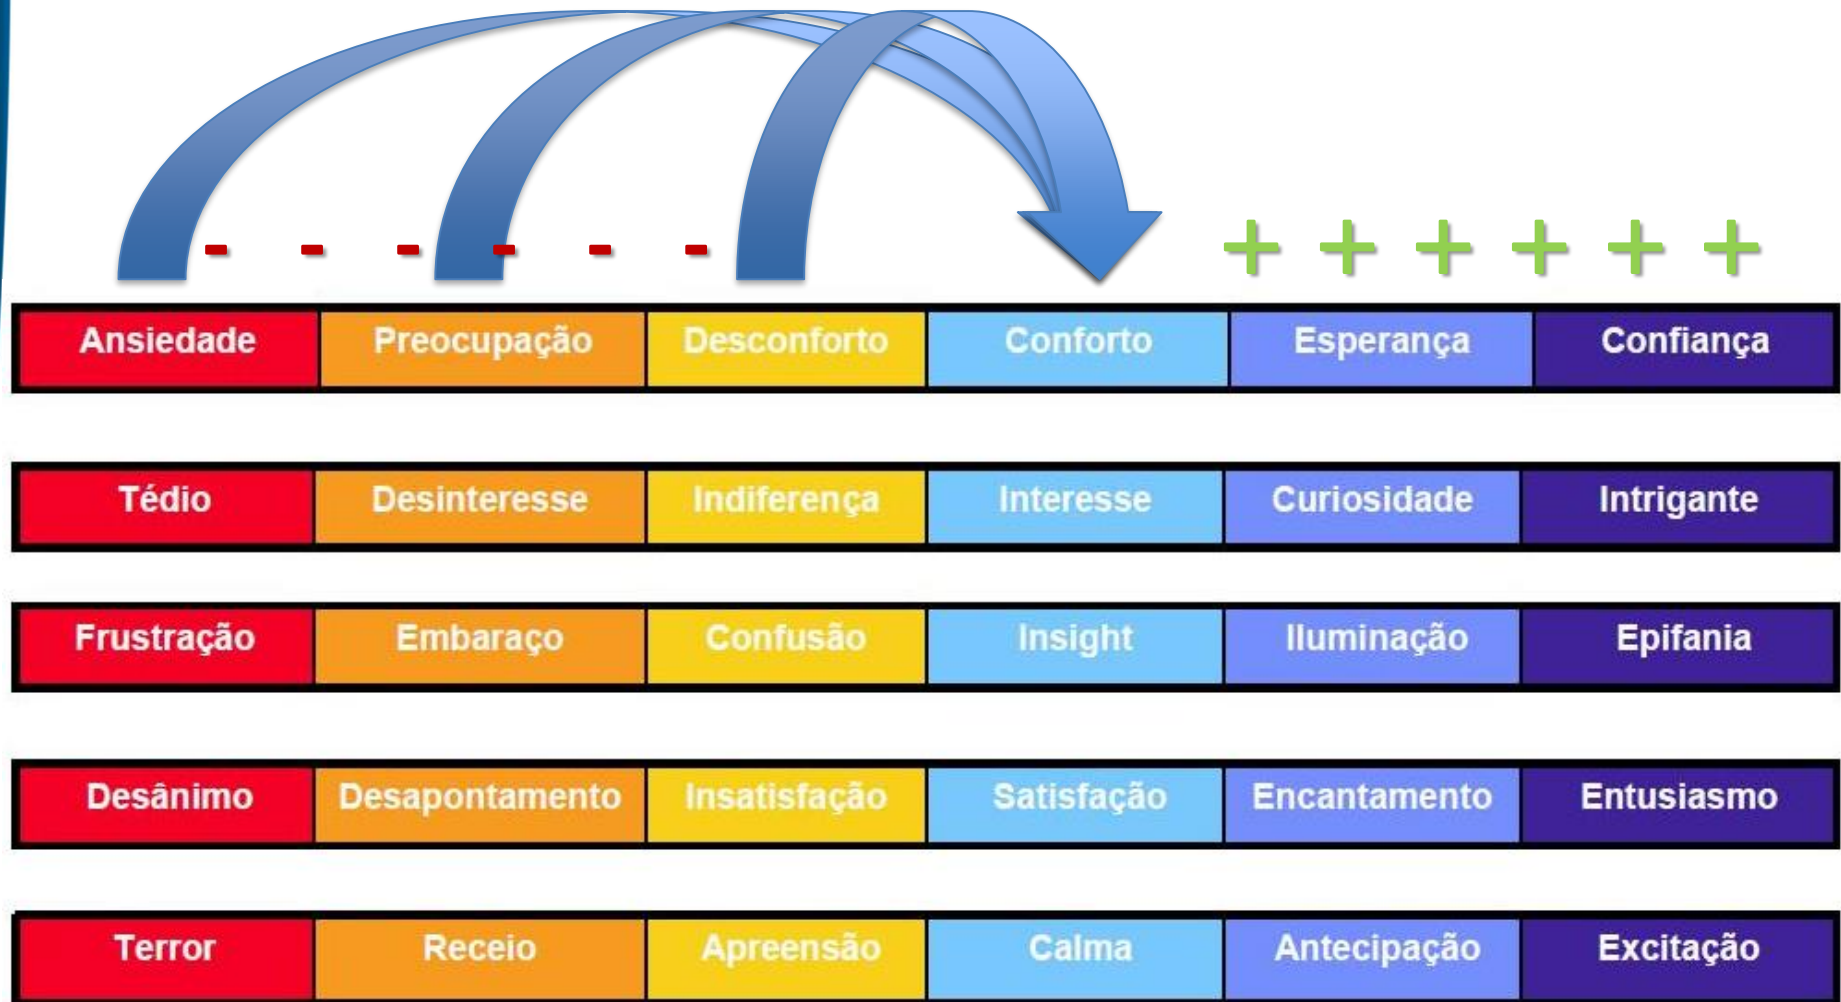 - - - - - - + + + + + +
Ansiedade Preocupação Desconforto Conforto Esperança Confiança
Tédio Desinteresse Indiferença Interesse Curiosidade Intrigante
Frustração Embaraço Confusão Insight Iluminação Epifania
Desânimo Desapontamento Insatisfação Satisfação Encantamento Entusiasmo
Terror Receio Apreensão Calma Antecipação Excitação